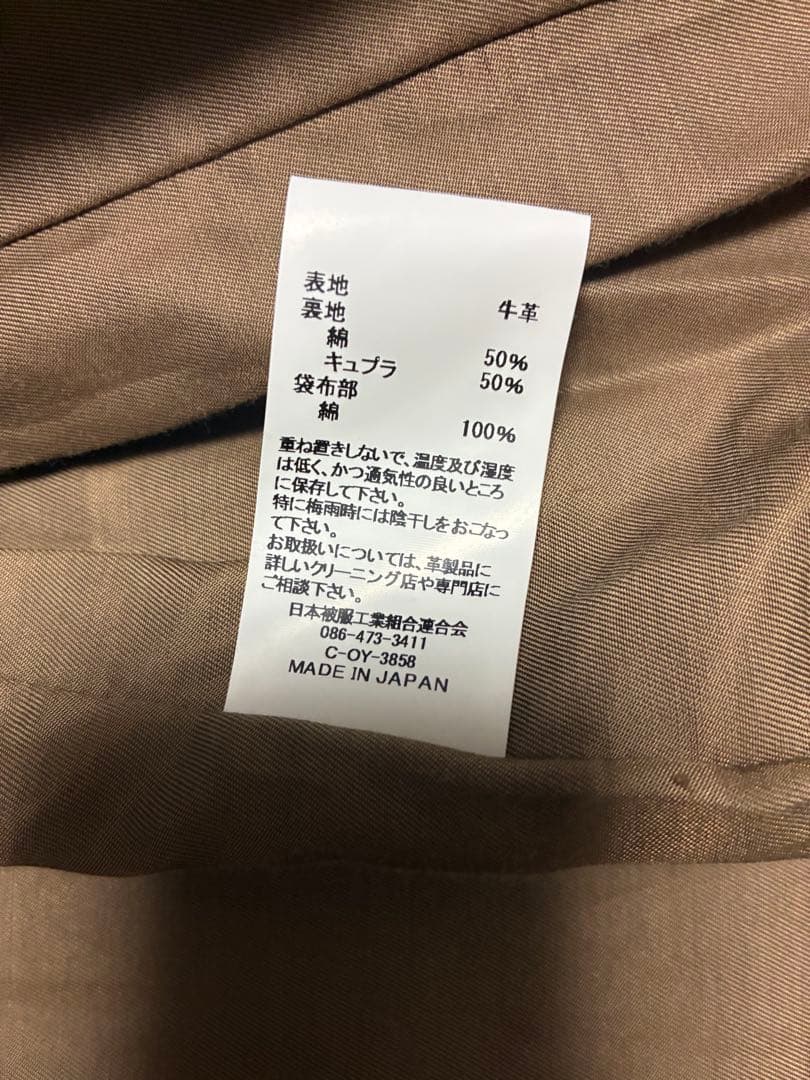 表地 牛革
裏地
綿 50%
キュプラ 50%
袋布部
綿 100%
重ね置きしないで、温度及び湿度
は低く、かつ通気性の良いところ
に保存して下さい。
特に梅雨時には陰干しをおこなっ
て下さい。
お取扱いについては、革製品に
詳しいクリーニング店や専門店に
ご相談下さい。
日本被服工業組合連合会
086-473-3411
C-OY-3858
MADE IN JAPAN